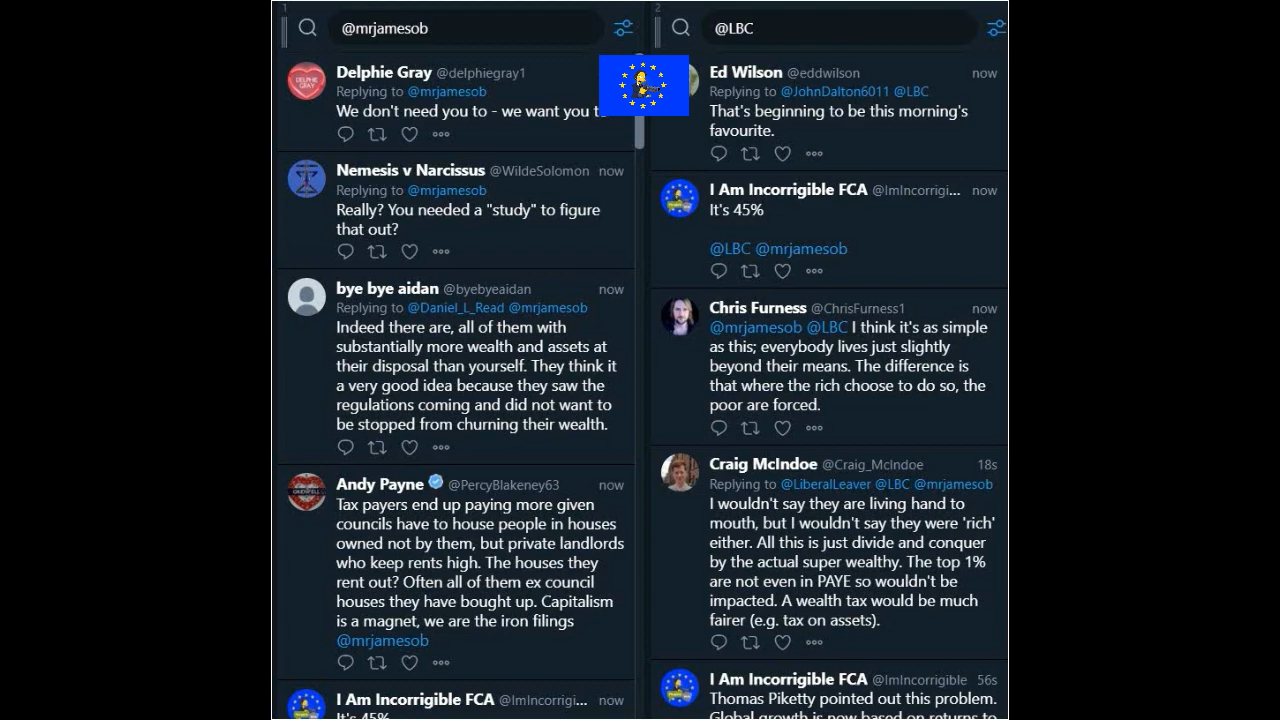 1
@mrjamesob
Delphie Gray @delphiegray1
Replying to @mrjamesob
We don't need you to - we want you t
Nemesis v Narcissus @WildeSolomon now
Replying to @mrjamesob
Really? You needed a "study" to figure
that out?
bye bye aidan @byebyeaidan now
Replying to @Daniel_L_Read @mrjamesob
Indeed there are, all of them with
substantially more wealth and assets at
their disposal than yourself. They think it
a very good idea because they saw the
regulations coming and did not want to
be stopped from churning their wealth.
Andy Payne @PercyBlakeney63 now
Tax payers end up paying more given
councils have to house people in houses
owned not by them, but private landlords
who keep rents high. The houses they
rent out? Often all of them ex council
houses they have bought up. Capitalism
is a magnet, we are the iron filings
@mrjamesob
I Am Incorrigible FCA @ImIncorrigi... now
It's 45%
2
@LBC
Ed Wilson @eddwilson now
Replying to @JohnDalton6011 @LBC
That's beginning to be this morning's
favourite.
I Am Incorrigible FCA @ImIncorrigi... now
It's 45%
@LBC @mrjamesob
Chris Furness @ChrisFurness1 now
@mrjamesob @LBC I think it's as simple
as this; everybody lives just slightly
beyond their means. The difference is
that where the rich choose to do so, the
poor are forced.
Craig McIndoe @Craig_McIndoe 18s
Replying to @LiberalLeaver @LBC @mrjamesob
I wouldn't say they are living hand to
mouth, but I wouldn't say they were 'rich'
either. All this is just divide and conquer
by the actual super wealthy. The top 1%
are not even in PAYE so wouldn't be
impacted. A wealth tax would be much
fairer (e.g. tax on assets).
I Am Incorrigible FCA @ImIncorrigible 56s
Thomas Piketty pointed out this problem.
Global growth is now based on returns to